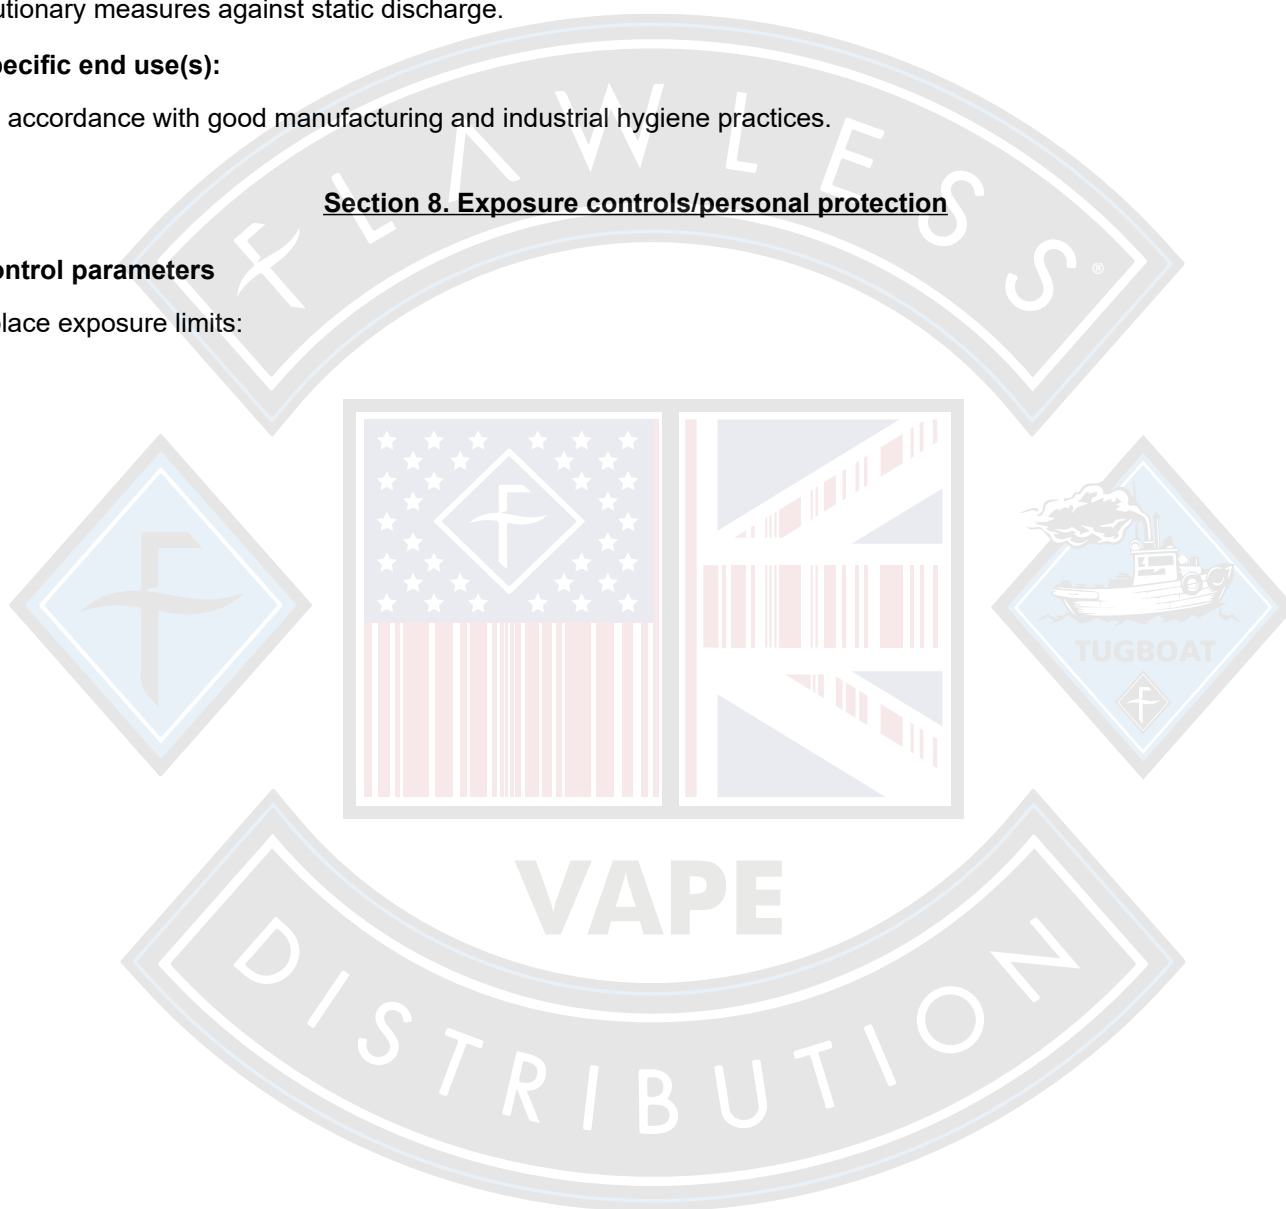 utionary measures against static discharge.
ecific end use(s):
accordance with good manufacturing and industrial hygiene practices.
Section 8. Exposure controls/personal protection
ontrol parameters
lace exposure limits:
FLAWLESS®
TUGBOAT
VAPE
DISTRIBUTION